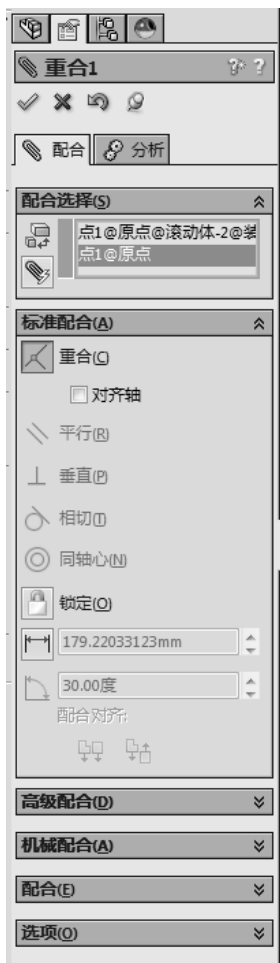 重合1
配合 分析
配合选择(S)
点1@原点@滚动体-2@装
点1@原点
标准配合(A)
重合(C)
对齐轴
平行(R)
垂直(P)
相切(T)
同轴心(N)
锁定(O)
179.22033123mm
30.00度
配合对齐:
高级配合(D)
机械配合(A)
配合(E)
选项(O)